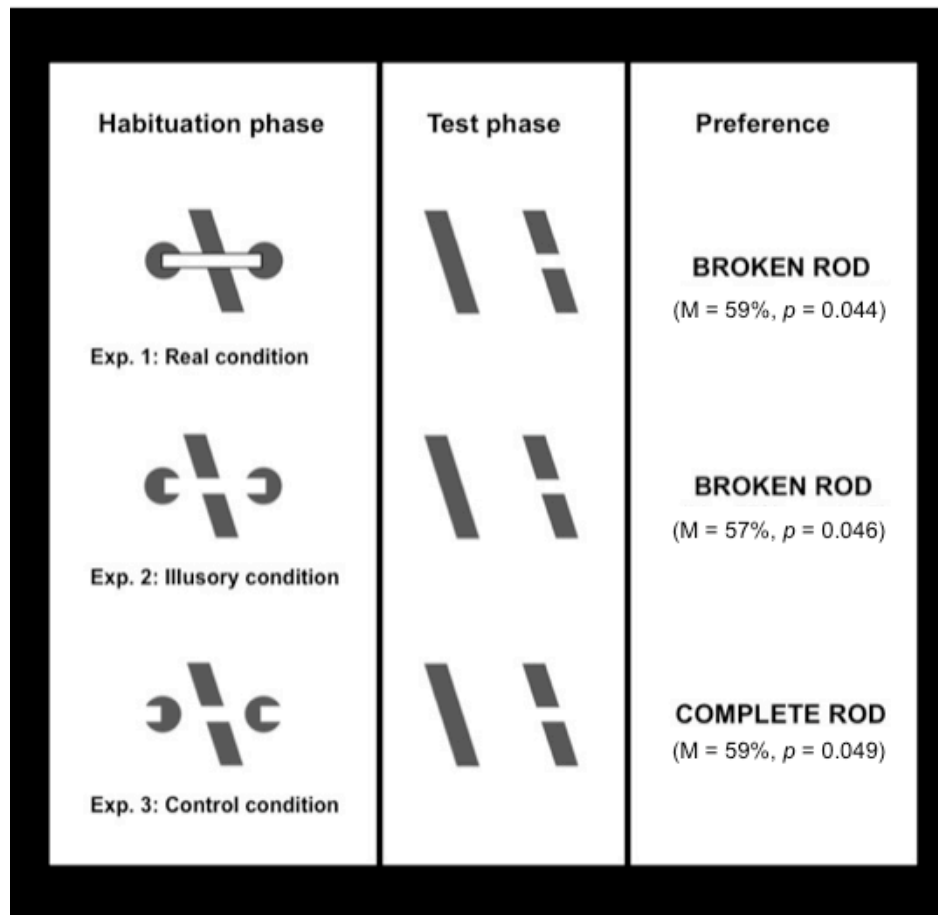 Habituation phase
Test phase
Preference
BROKEN ROD
(M = 59%, p = 0.044)
Exp. 1: Real condition
BROKEN ROD
(M = 57%, p = 0.046)
Exp. 2: Illusory condition
COMPLETE ROD
(M = 59%, p = 0.049)
Exp. 3: Control condition